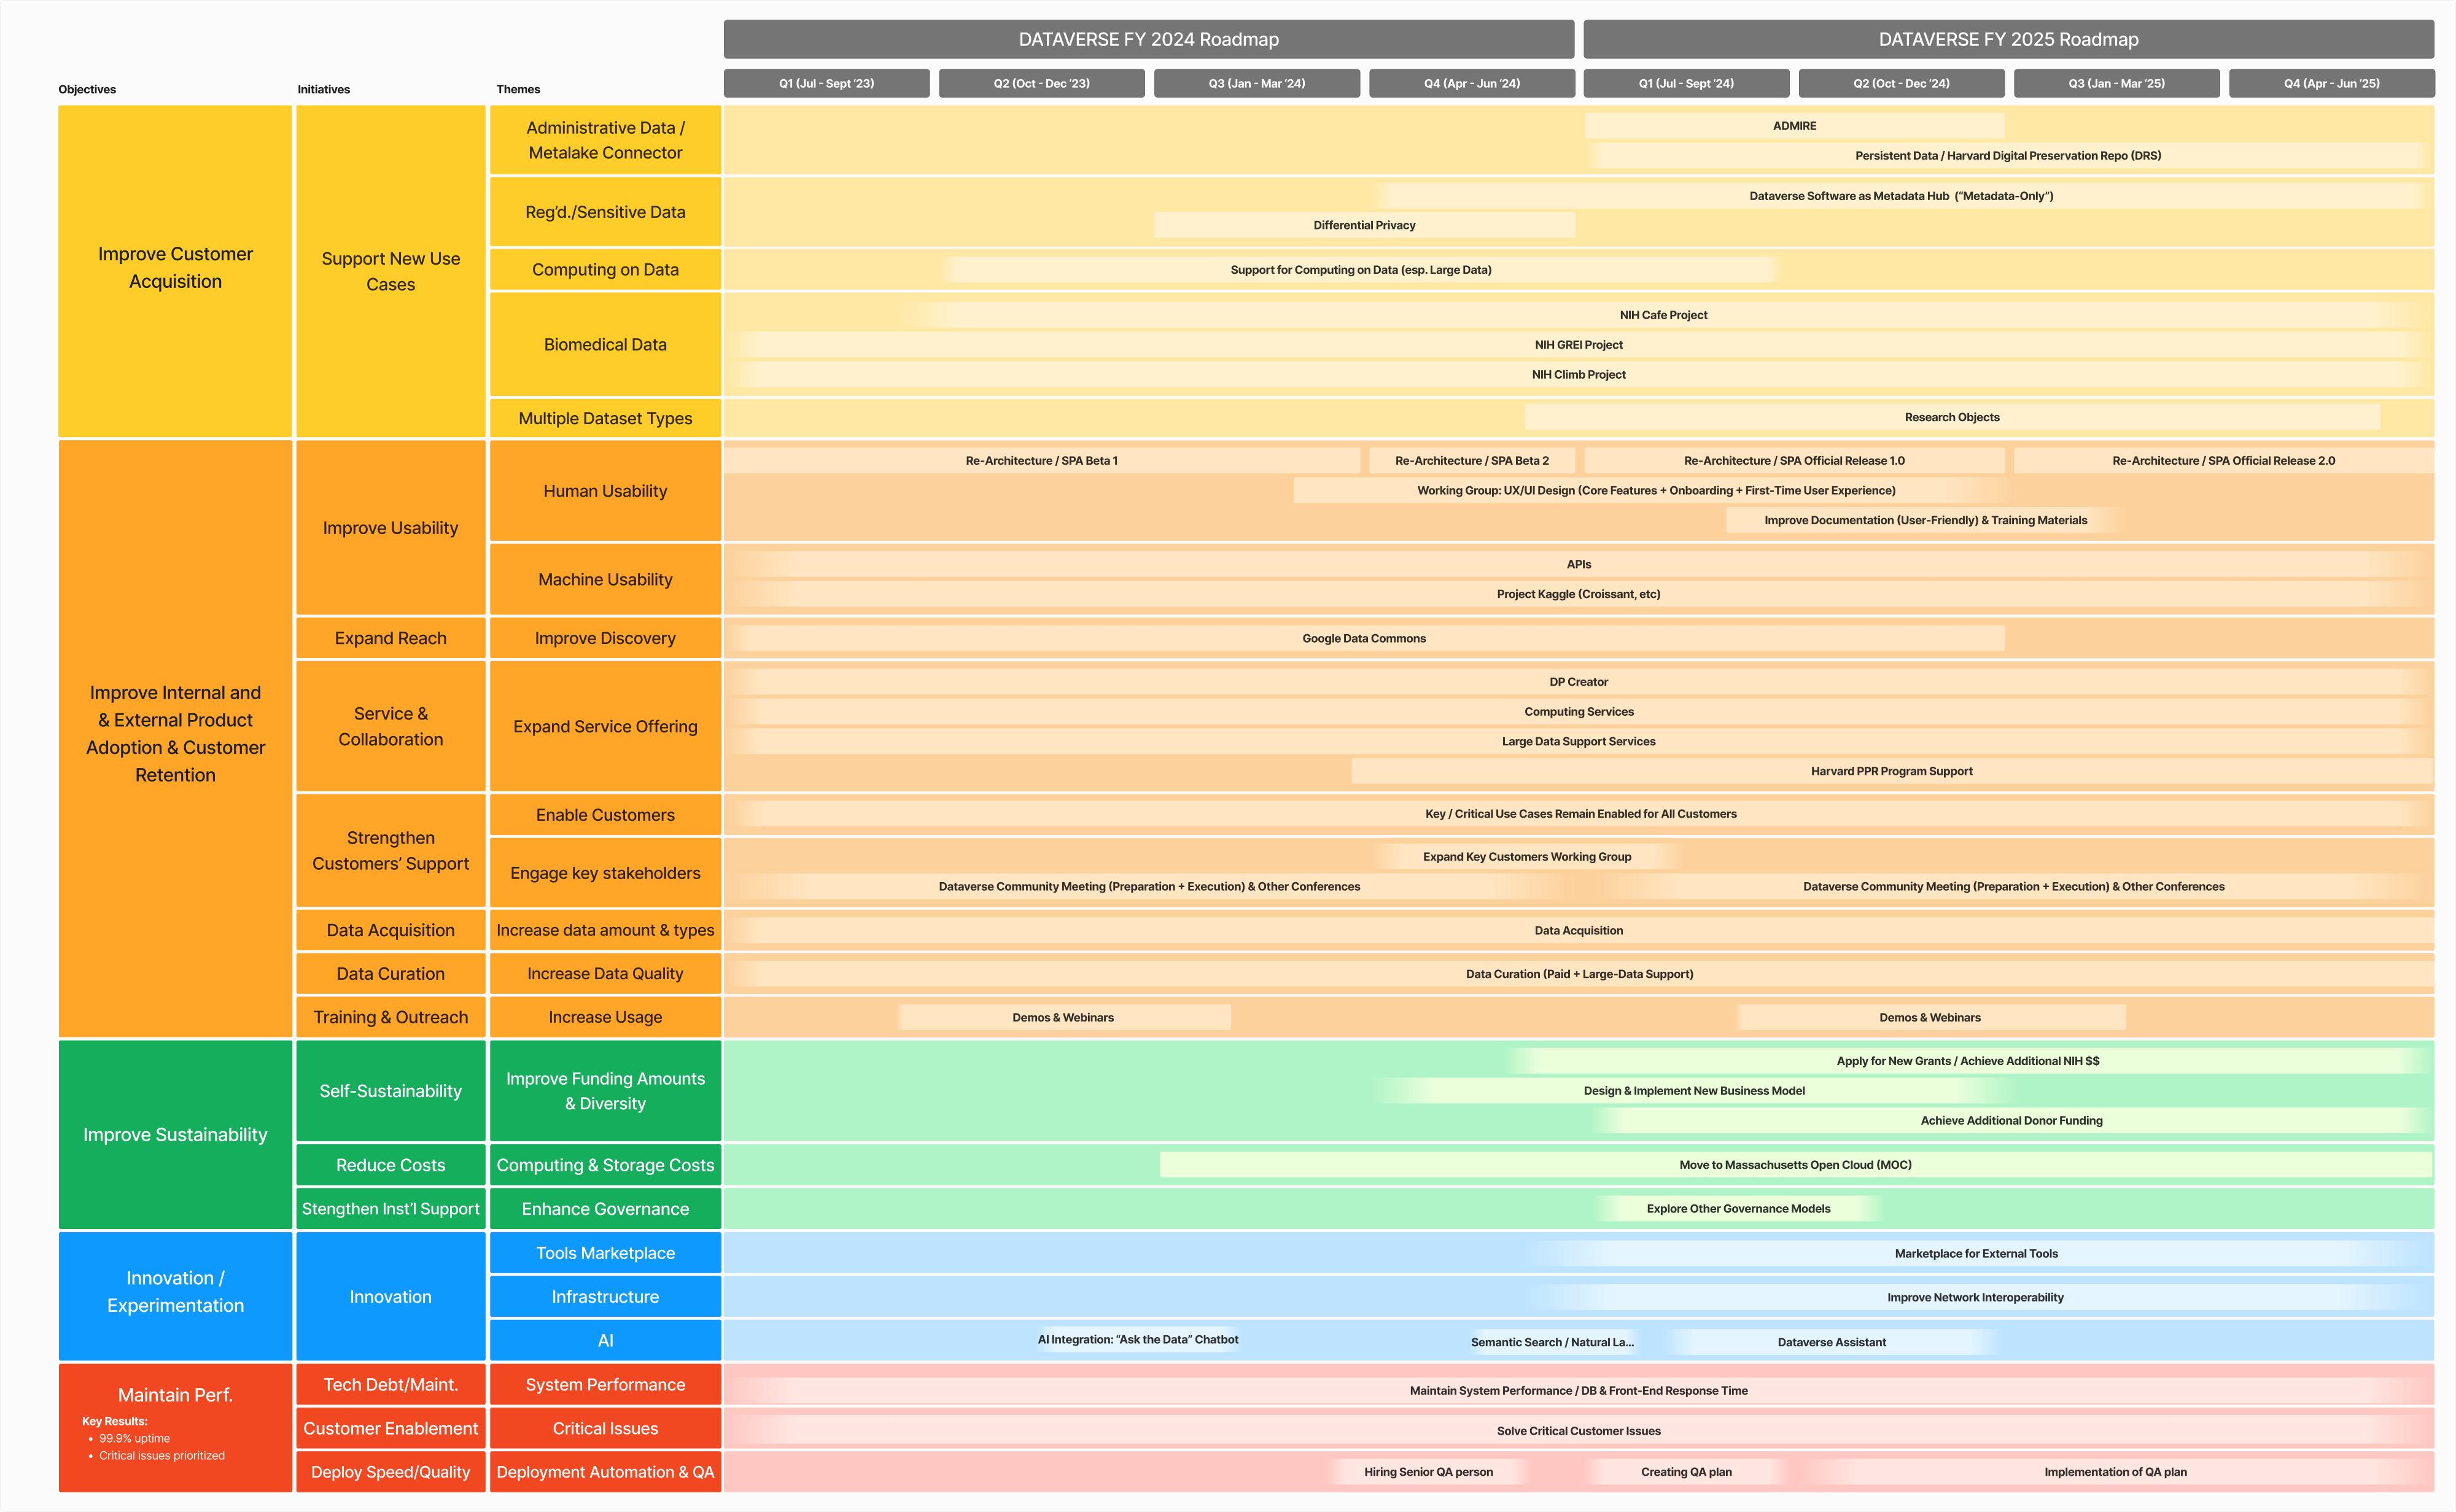 DATAVERSE FY 2024 Roadmap
DATAVERSE FY 2025 Roadmap
Objectives
Initiatives
Themes
Q1 (Jul - Sept ‘23)
Q2 (Oct - Dec ‘23)
Q3 (Jan - Mar ‘24)
Q4 (Apr - Jun ‘24)
Q1 (Jul - Sept ‘24)
Q2 (Oct - Dec ‘24)
Q3 (Jan - Mar ‘25)
Q4 (Apr - Jun ‘25)
Improve Customer
Acquisition
Support New Use
Cases
Administrative Data /
Metalake Connector
ADMIRE
Persistent Data / Harvard Digital Preservation Repo (DRS)
Reg’d./Sensitive Data
Dataverse Software as Metadata Hub (“Metadata-Only”)
Differential Privacy
Computing on Data
Support for Computing on Data (esp. Large Data)
Biomedical Data
NIH Cafe Project
NIH GREI Project
NIH Climb Project
Multiple Dataset Types
Research Objects
Improve Internal and
& External Product
Adoption & Customer
Retention
Improve Usability
Human Usability
Re-Architecture / SPA Beta 1
Re-Architecture / SPA Beta 2
Re-Architecture / SPA Official Release 1.0
Re-Architecture / SPA Official Release 2.0
Working Group: UX/UI Design (Core Features + Onboarding + First-Time User Experience)
Improve Documentation (User-Friendly) & Training Materials
Machine Usability
APIs
Project Kaggle (Croissant, etc)
Expand Reach
Improve Discovery
Google Data Commons
Service &
Collaboration
Expand Service Offering
DP Creator
Computing Services
Large Data Support Services
Harvard PPR Program Support
Strengthen
Customers’ Support
Enable Customers
Key / Critical Use Cases Remain Enabled for All Customers
Engage key stakeholders
Expand Key Customers Working Group
Dataverse Community Meeting (Preparation + Execution) & Other Conferences
Dataverse Community Meeting (Preparation + Execution) & Other Conferences
Data Acquisition
Increase data amount & types
Data Acquisition
Data Curation
Increase Data Quality
Data Curation (Paid + Large-Data Support)
Training & Outreach
Increase Usage
Demos & Webinars
Demos & Webinars
Improve Sustainability
Self-Sustainability
Improve Funding Amounts
& Diversity
Apply for New Grants / Achieve Additional NIH $$
Design & Implement New Business Model
Achieve Additional Donor Funding
Reduce Costs
Computing & Storage Costs
Move to Massachusetts Open Cloud (MOC)
Stengthen Inst’l Support
Enhance Governance
Explore Other Governance Models
Innovation /
Experimentation
Innovation
Tools Marketplace
Marketplace for External Tools
Infrastructure
Improve Network Interoperability
AI
AI Integration: “Ask the Data” Chatbot
Semantic Search / Natural La...
Dataverse Assistant
Maintain Perf.
Key Results:
• 99.9% uptime
• Critical issues prioritized
Tech Debt/Maint.
System Performance
Maintain System Performance / DB & Front-End Response Time
Customer Enablement
Critical Issues
Solve Critical Customer Issues
Deploy Speed/Quality
Deployment Automation & QA
Hiring Senior QA person
Creating QA plan
Implementation of QA plan